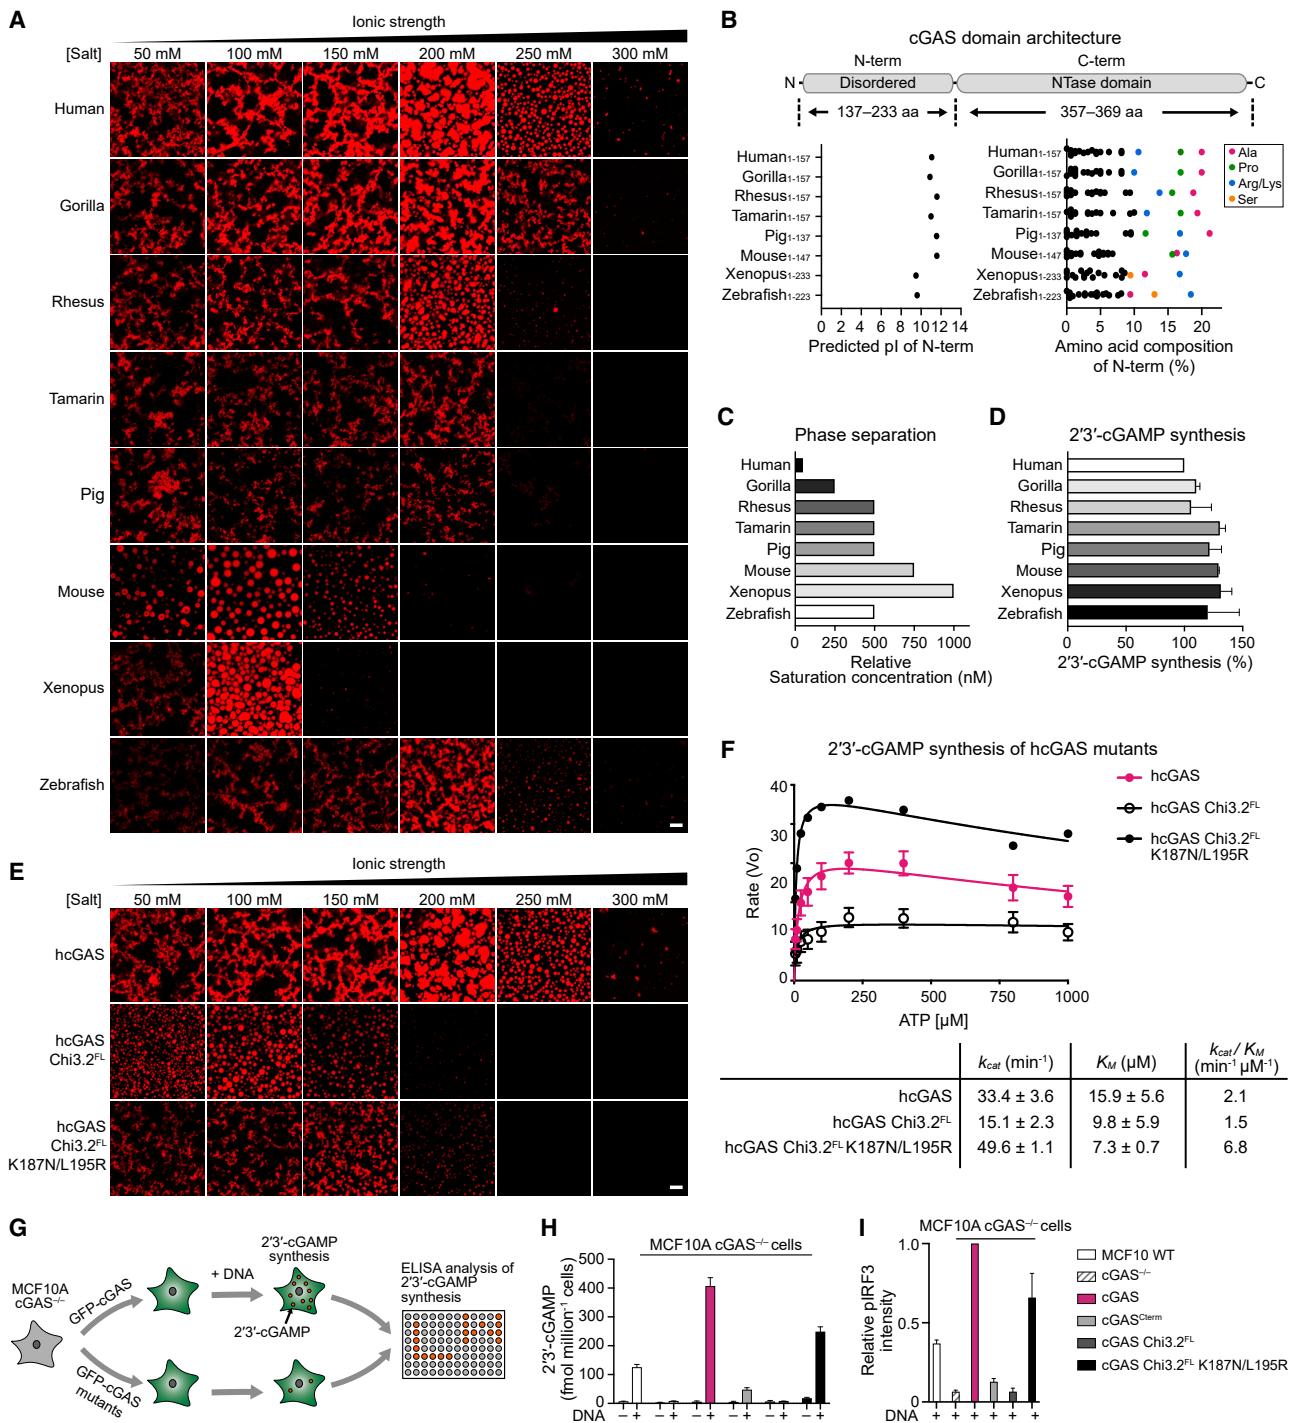 A
Ionic strength
[Salt] 50 mM 100 mM 150 mM 200 mM 250 mM 300 mM
Human
Gorilla
Rhesus
Tamarin
Pig
Mouse
Xenopus
Zebrafish
B
cGAS domain architecture
N-term C-term
N Disordered NTase domain C
137–233 aa 357–369 aa
Human1-157
Gorilla1-157
Rhesus1-157
Tamarin1-157
Pig1-137
Mouse1-147
Xenopus1-233
Zebrafish1-223
0 2 4 6 8 10 12 14
Predicted pI of N-term
Human1-157
Gorilla1-157
Rhesus1-157
Tamarin1-157
Pig1-137
Mouse1-147
Xenopus1-233
Zebrafish1-223
0 5 10 15 20
Amino acid composition
of N-term (%)
Ala
Pro
Arg/Lys
Ser
C
Phase separation
Human
Gorilla
Rhesus
Tamarin
Pig
Mouse
Xenopus
Zebrafish
0 250 500 750 1000
Relative
Saturation concentration (nM)
D
2′3′-cGAMP synthesis
Human
Gorilla
Rhesus
Tamarin
Pig
Mouse
Xenopus
Zebrafish
0 50 100 150
2′3′-cGAMP synthesis (%)
E
Ionic strength
[Salt] 50 mM 100 mM 150 mM 200 mM 250 mM 300 mM
hcGAS
hcGAS
Chi3.2FL
hcGAS
Chi3.2FL
K187N/L195R
F
2′3′-cGAMP synthesis of hcGAS mutants
40
30
20
10
0
Rate (Vo)
0 250 500 750 1000
ATP [µM]
hcGAS
hcGAS Chi3.2FL
hcGAS Chi3.2FL
K187N/L195R
kcat (min-1) KM (µM) kcat / KM
(min-1 µM-1)
hcGAS 33.4 ± 3.6 15.9 ± 5.6 2.1
hcGAS Chi3.2FL 15.1 ± 2.3 9.8 ± 5.9 1.5
hcGAS Chi3.2FL K187N/L195R 49.6 ± 1.1 7.3 ± 0.7 6.8
G
MCF10A
cGAS–/–
GFP-cGAS
GFP-cGAS
mutants
+ DNA
2′3′-cGAMP
synthesis
2′3′-cGAMP
ELISA analysis of
2′3′-cGAMP
synthesis
H
MCF10A cGAS–/– cells
500
400
300
200
100
0
2′3′-cGAMP
(fmol million-1 cells)
DNA – + – + – + – + – + – +
I
MCF10A cGAS–/– cells
1.0
0.5
0
Relative pIRF3
intensity
DNA + + + + + +
MCF10 WT
cGAS–/–
cGAS
cGASCterm
cGAS Chi3.2FL
cGAS Chi3.2FL K187N/L195R